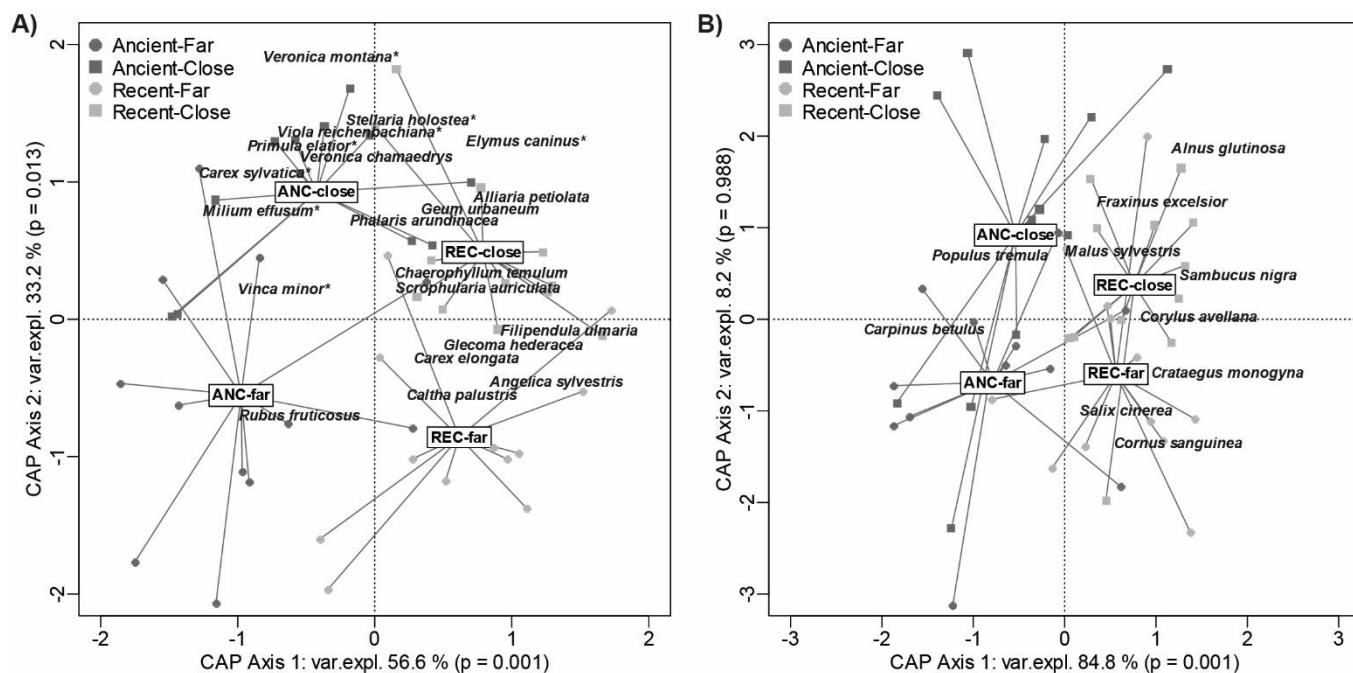 A)
Ancient-Far
Ancient-Close
Recent-Far
Recent-Close
Veronica montana*
Stellaria holostea*
Viola reichenbachiana*
Elymus caninus*
Primula elatior*
Veronica chamaedrys
Carex sylvatica*
ANC-close
Alliaria petiolata
Milium effusum*
Geum urbaneum
Phalaris arundinacea
REC-close
Chaerophyllum temulum
Vinca minor*
Scrophularia auriculata
Filipendula ulmaria
Glecoma hederacea
Carex elongata
Angelica sylvestris
ANC-far
Caltha palustris
Rubus fruticosus
REC-far
2
1
0
-1
-2
CAP Axis 2: var.expl. 33.2 % (p = 0.013)
-2 -1 0 1 2
CAP Axis 1: var.expl. 56.6 % (p = 0.001)
B)
Ancient-Far
Ancient-Close
Recent-Far
Recent-Close
Alnus glutinosa
Fraxinus excelsior
ANC-close
Populus tremula
Malus sylvestris
Sambucus nigra
REC-close
Carpinus betulus
Corylus avellana
ANC-far
REC-far
Crataegus monogyna
Salix cinerea
Cornus sanguinea
3
2
1
0
-1
-2
-3
CAP Axis 2: var.expl. 8.2 % (p = 0.988)
-3 -2 -1 0 1 2 3
CAP Axis 1: var.expl. 84.8 % (p = 0.001)